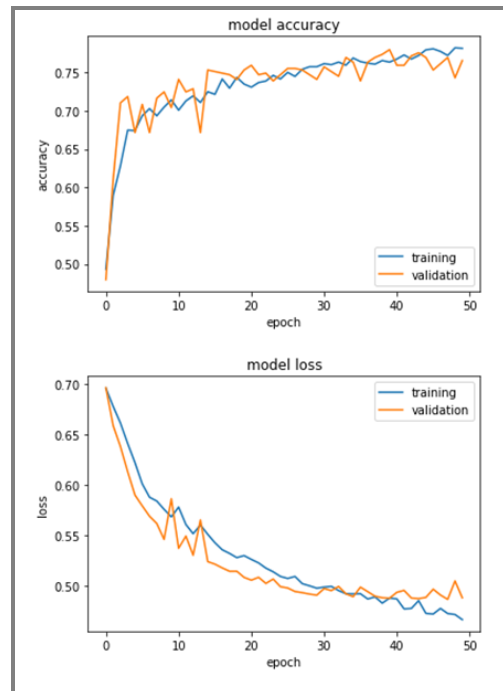 model accuracy
0.75
0.70
0.65
0.60
0.55
0.50
accuracy
training
validation
0 10 20 30 40 50
epoch
model loss
0.70
0.65
0.60
0.55
0.50
loss
training
validation
0 10 20 30 40 50
epoch